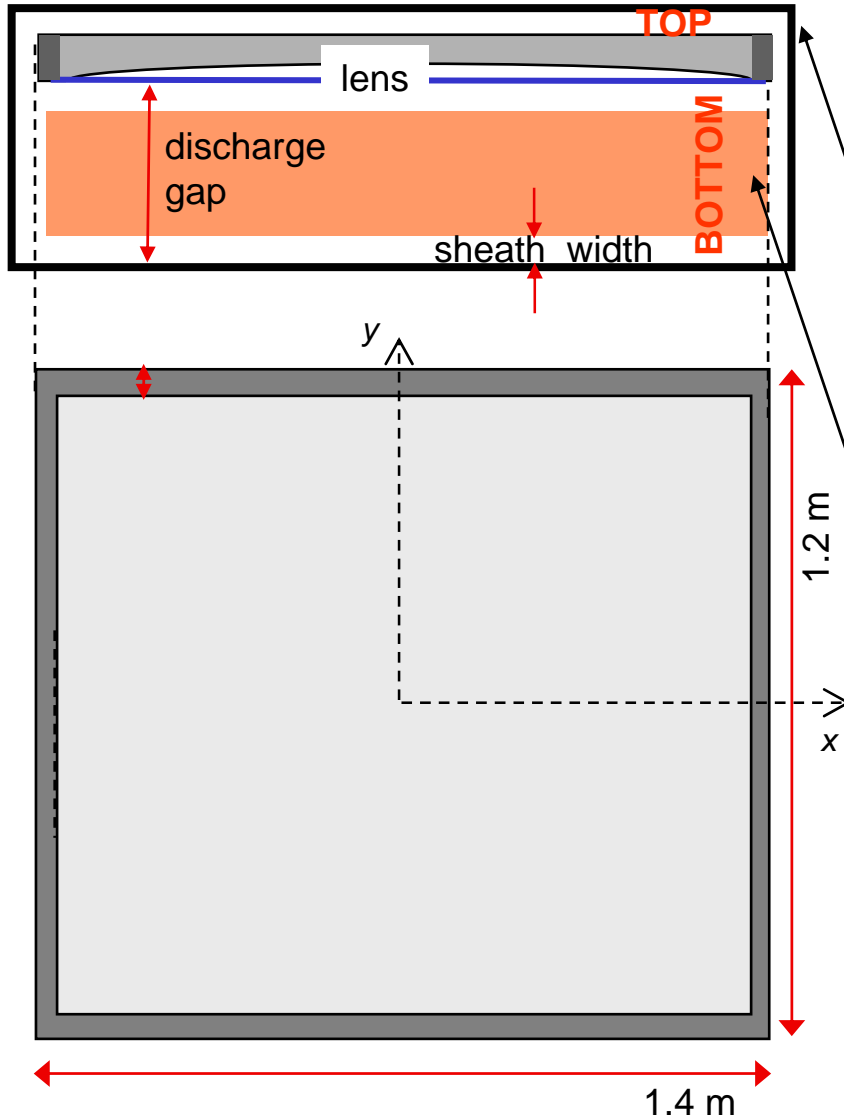 TOP
lens
BOTTOM
discharge
gap
sheath width
y
1.2 m
x
1.4 m